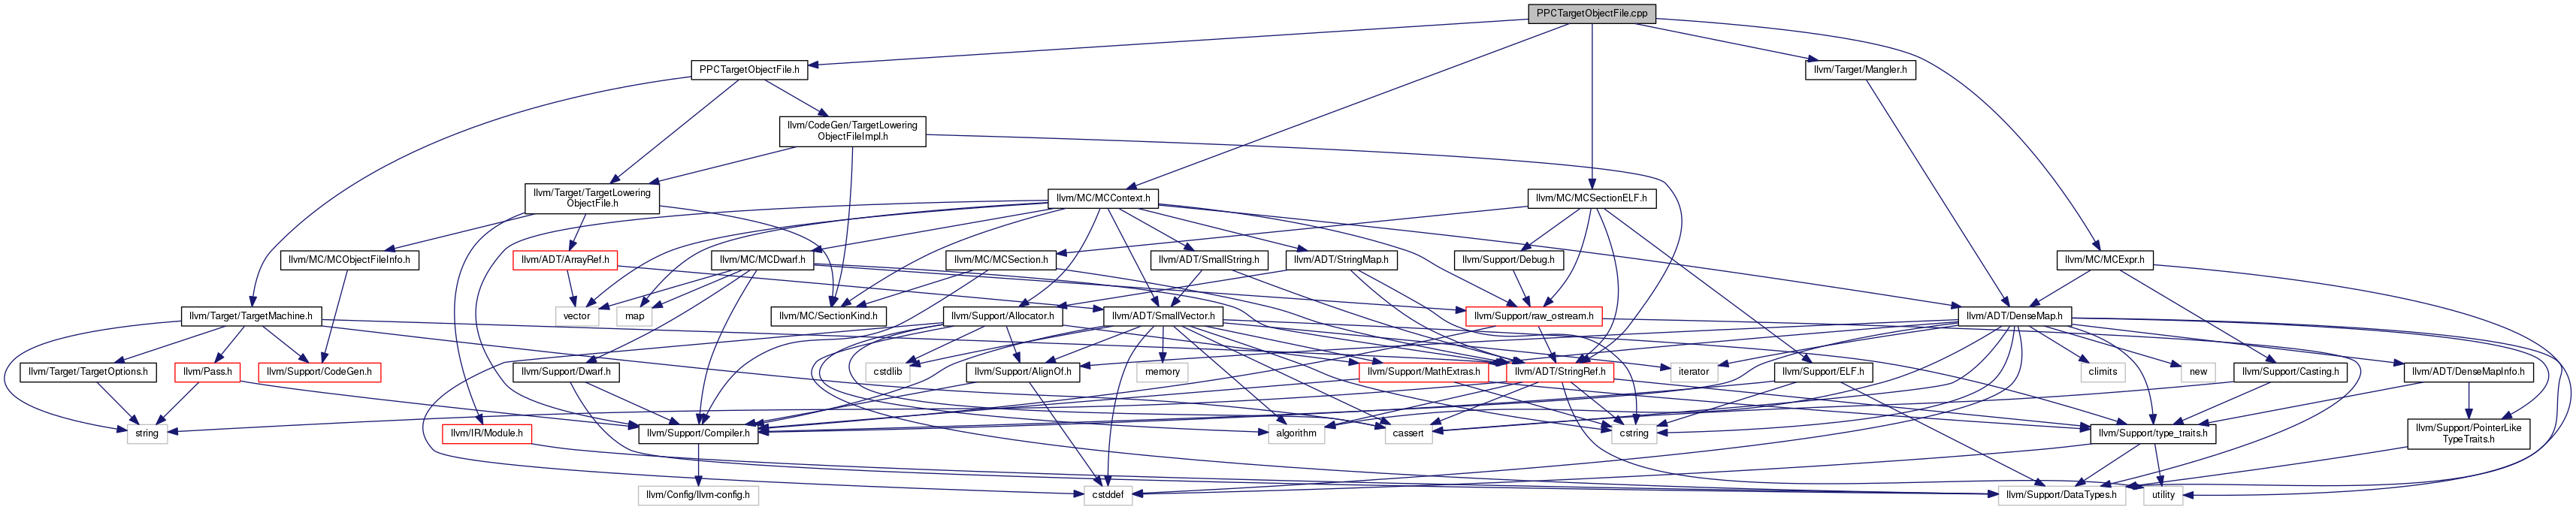 PPCTargetObjectFile.cpp
PPCTargetObjectFile.h
llvm/Target/Mangler.h
llvm/CodeGen/TargetLowering
ObjectFileImpl.h
llvm/Target/TargetLowering
ObjectFile.h
llvm/MC/MCContext.h
llvm/MC/MCSectionELF.h
llvm/MC/MCObjectFileInfo.h
llvm/ADT/ArrayRef.h
llvm/MC/MCDwarf.h
llvm/MC/MCSection.h
llvm/ADT/SmallString.h
llvm/ADT/StringMap.h
llvm/Support/Debug.h
llvm/MC/MCExpr.h
llvm/Target/TargetMachine.h
vector
map
llvm/MC/SectionKind.h
llvm/Support/Allocator.h
llvm/ADT/SmallVector.h
llvm/Support/raw_ostream.h
llvm/ADT/DenseMap.h
llvm/Target/TargetOptions.h
llvm/Pass.h
llvm/Support/CodeGen.h
llvm/Support/Dwarf.h
cstdlib
llvm/Support/AlignOf.h
memory
llvm/Support/MathExtras.h
llvm/ADT/StringRef.h
iterator
llvm/Support/ELF.h
climits
new
llvm/Support/Casting.h
llvm/ADT/DenseMapInfo.h
string
llvm/IR/Module.h
llvm/Support/Compiler.h
algorithm
cassert
cstring
llvm/Support/type_traits.h
llvm/Support/PointerLike
TypeTraits.h
llvm/Config/llvm-config.h
cstddef
llvm/Support/DataTypes.h
utility